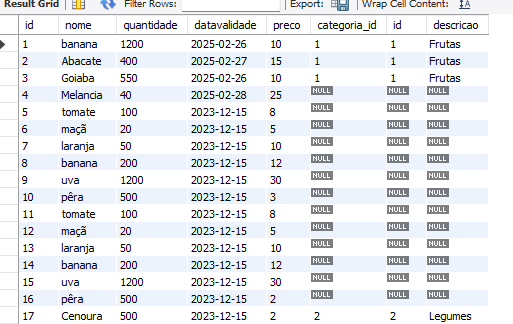 Result Grid Filter Rows: Export: Wrap Cell Content: IA
id nome quantidade datavalidade preco categoria_id id descricao
1 banana 1200 2025-02-26 10 1 1 Frutas
2 Abacate 400 2025-02-27 15 1 1 Frutas
3 Goiaba 550 2025-02-26 10 1 1 Frutas
4 Melancia 40 2025-02-28 25 NULL NULL NULL
5 tomate 100 2023-12-15 8 NULL NULL NULL
6 maçã 20 2023-12-15 5 NULL NULL NULL
7 laranja 50 2023-12-15 10 NULL NULL NULL
8 banana 200 2023-12-15 12 NULL NULL NULL
9 uva 1200 2023-12-15 30 NULL NULL NULL
10 pêra 500 2023-12-15 3 NULL NULL NULL
11 tomate 100 2023-12-15 8 NULL NULL NULL
12 maçã 20 2023-12-15 5 NULL NULL NULL
13 laranja 50 2023-12-15 10 NULL NULL NULL
14 banana 200 2023-12-15 12 NULL NULL NULL
15 uva 1200 2023-12-15 30 NULL NULL NULL
16 pêra 500 2023-12-15 2 NULL NULL NULL
17 Cenoura 500 2023-12-15 2 2 2 Legumes